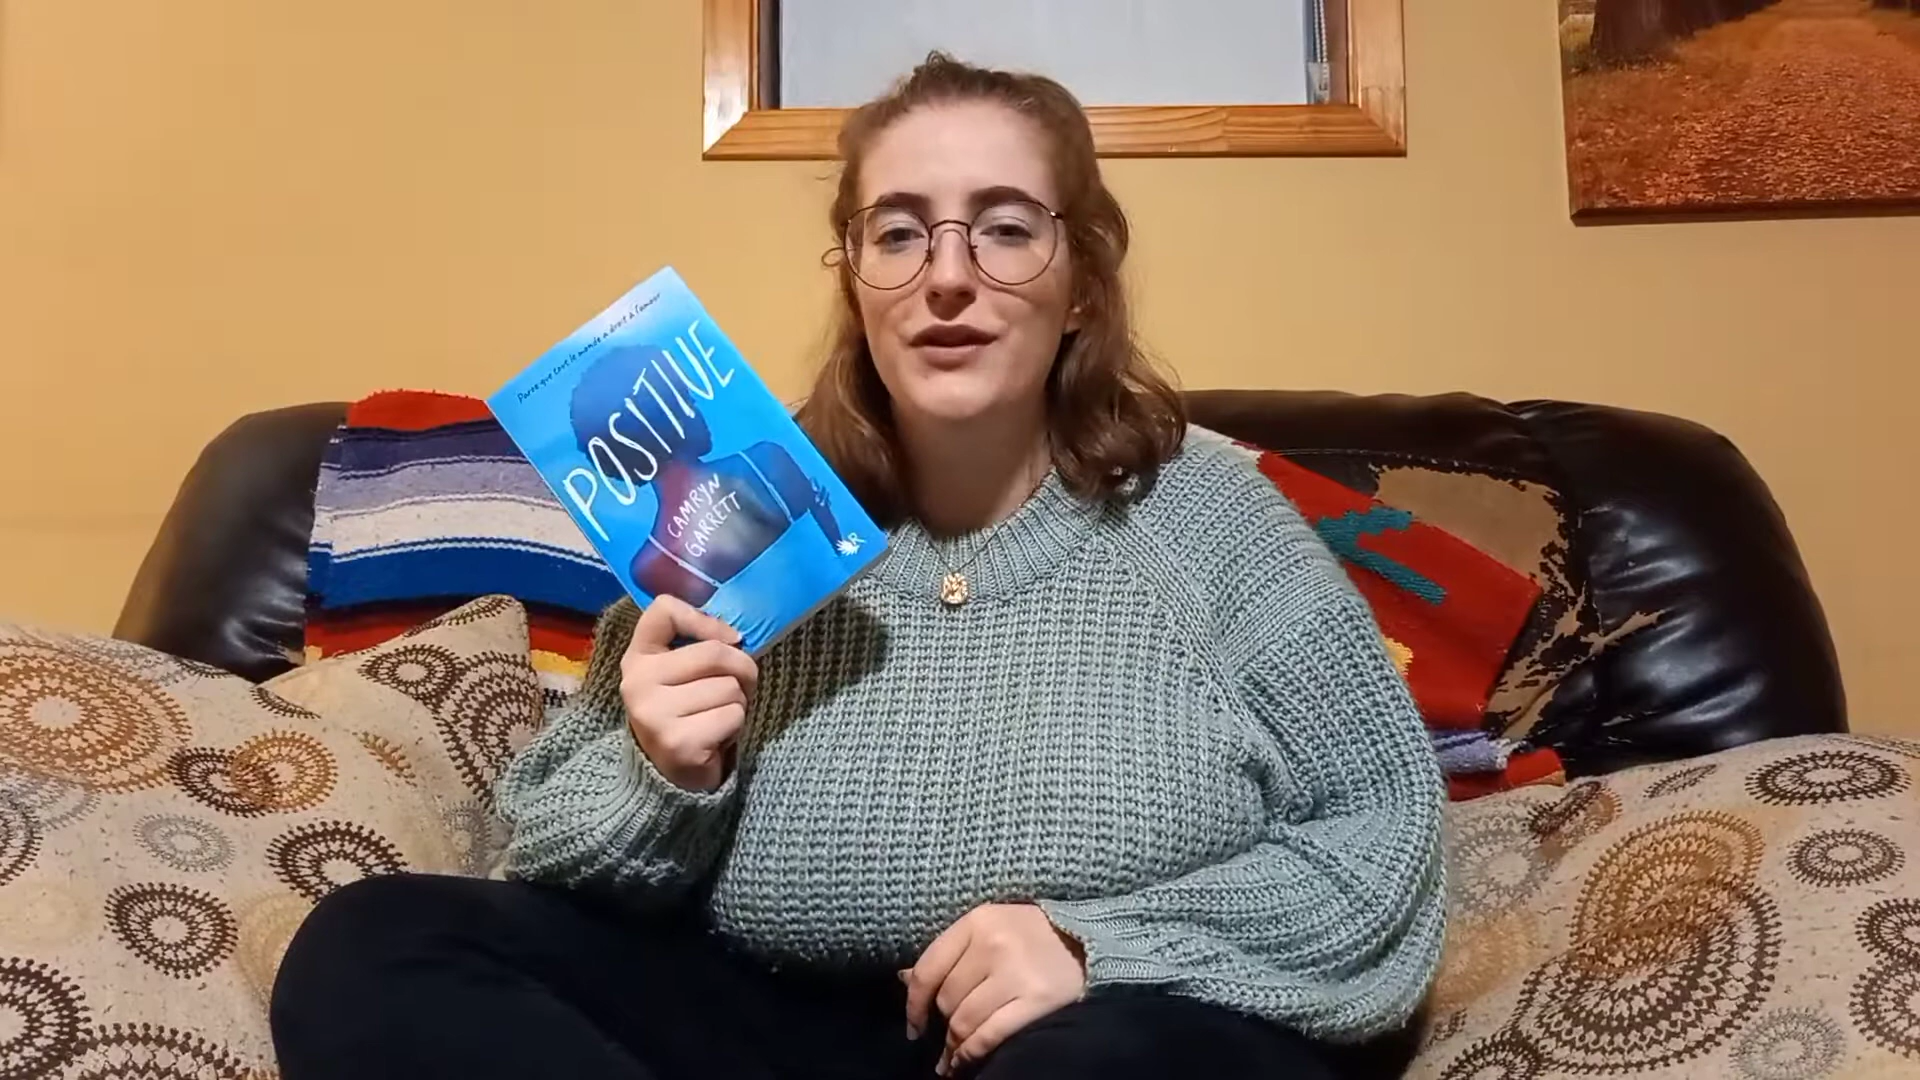 Parce que tout le monde a droit à l'amour
POSITIVE
CAMRYN
GARRETT
R